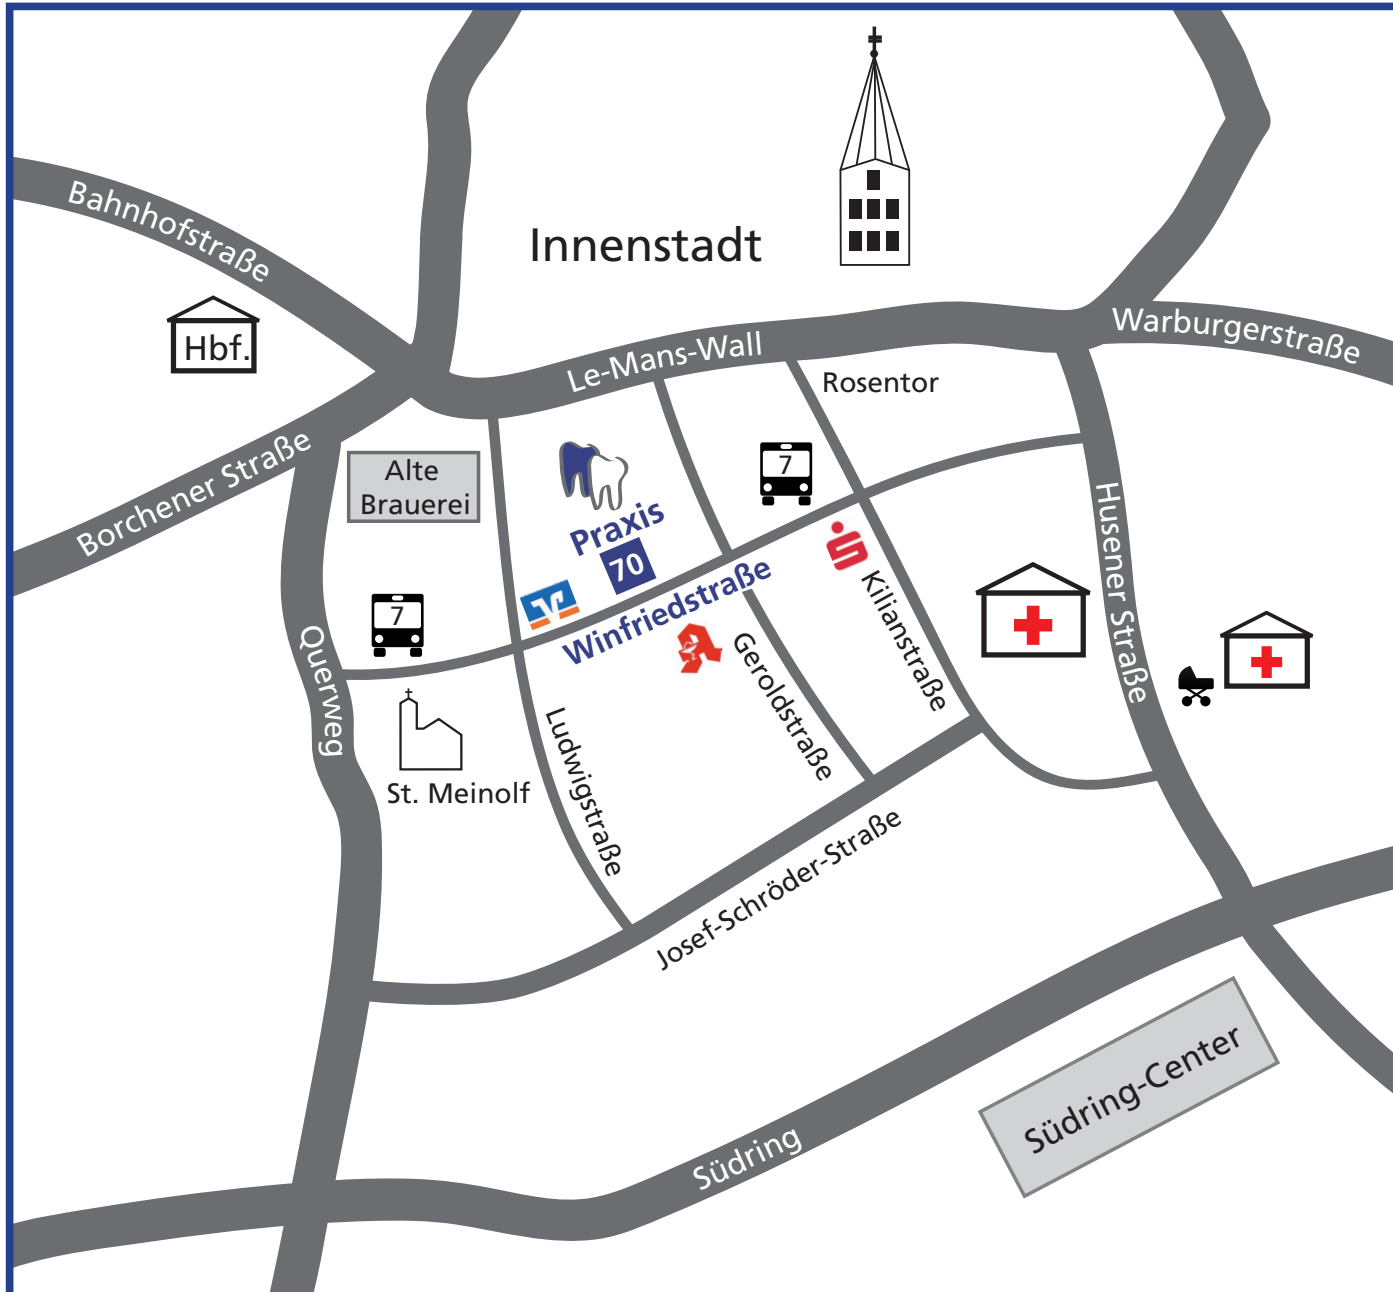 Bahnhofstraße
Innenstadt
Hbf.
Le-Mans-Wall
Warburgerstraße
Rosentor
Borchener Straße
Alte
Brauerei
7
Praxis
70
Winfriedstraße
Husener Straße
Kilianstraße
7
Querweg
Geroldstraße
Ludwigstraße
St. Meinolf
Josef-Schröder-Straße
Südring-Center
Südring